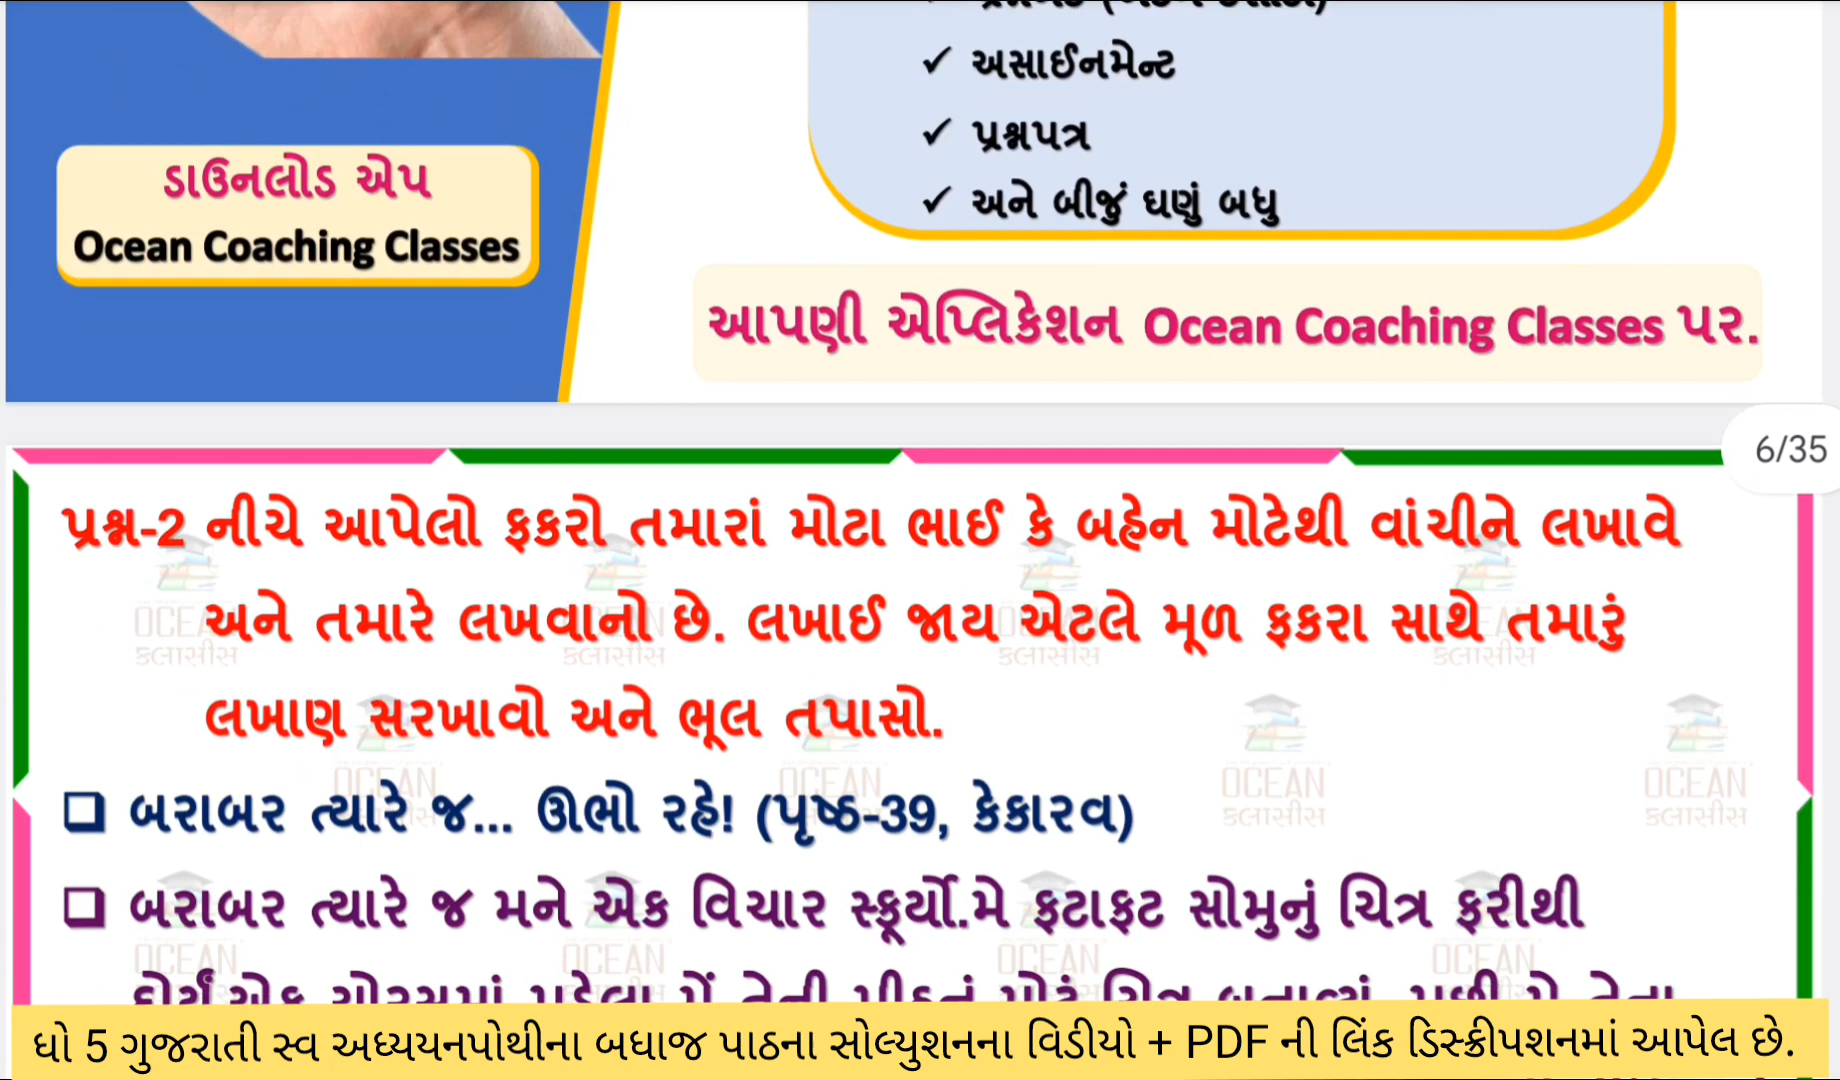 ✓ અસાઈનમેન્ટ
✓ પ્રશ્નપત્ર
✓ અને બીજું ઘણું બધુ
ડાઉનલોડ એપ
Ocean Coaching Classes
આપણી એપ્લિકેશન Ocean Coaching Classes પર.
6/35
પ્રશ્ન-2 નીચે આપેલો ફકરો તમારાં મોટા ભાઈ કે બહેન મોટેથી વાંચીને લખાવે
અને તમારે લખવાનો છે. લખાઈ જાય એટલે મૂળ ફકરા સાથે તમારું
લખાણ સરખાવો અને ભૂલ તપાસો.
❑ બરાબર ત્યારે જ... ઊભો રહે! (પૃષ્ઠ-39, કેકારવ)
❑ બરાબર ત્યારે જ મને એક વિચાર સ્ફૂર્યો.મે ફટાફટ સોમુનું ચિત્ર ફરીથી
ધો 5 ગુજરાતી સ્વ અધ્યયનપોથીના બધાજ પાઠના સોલ્યુશનના વિડીયો + PDF ની લિંક ડિસ્ક્રીપશનમાં આપેલ છે.